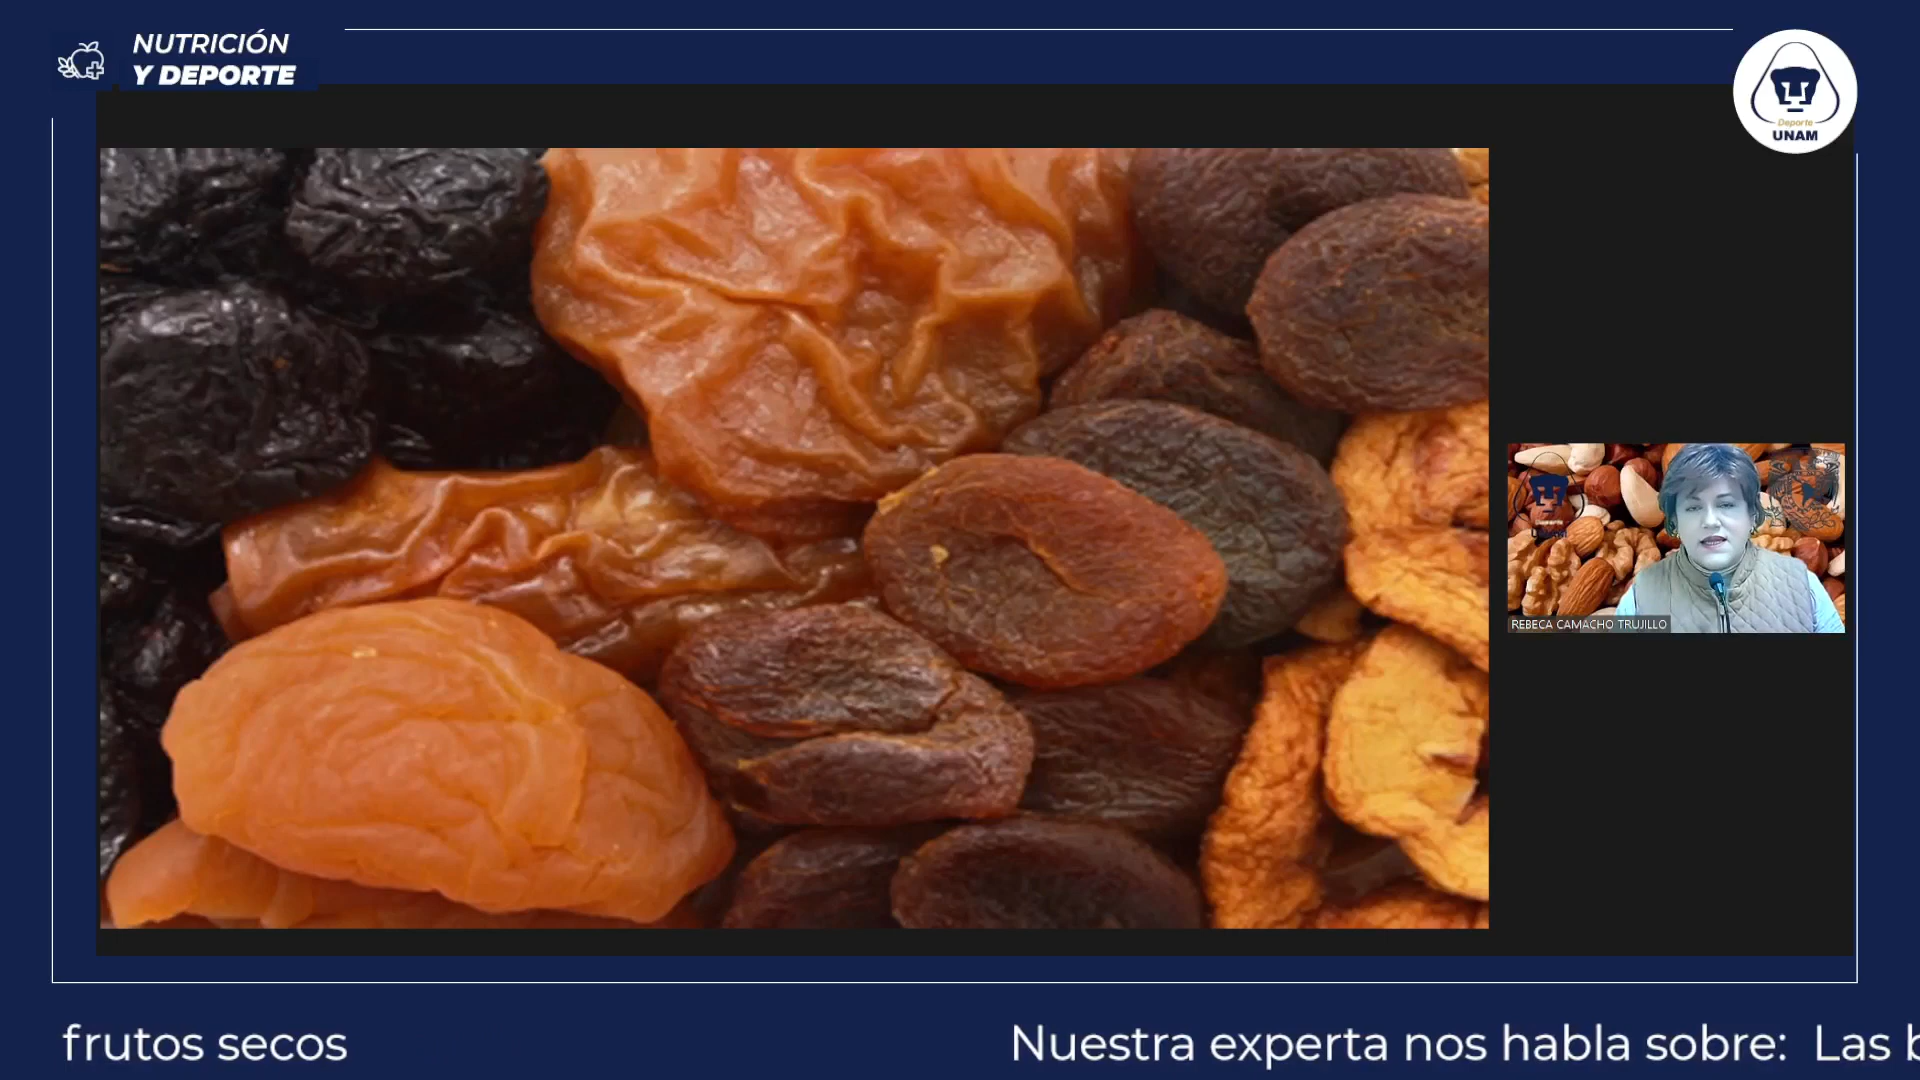 NUTRICIÓN
Y DEPORTE
Deporte
UNAM
REBECA CAMACHO TRUJILLO
frutos secos
Nuestra experta nos habla sobre: Las b